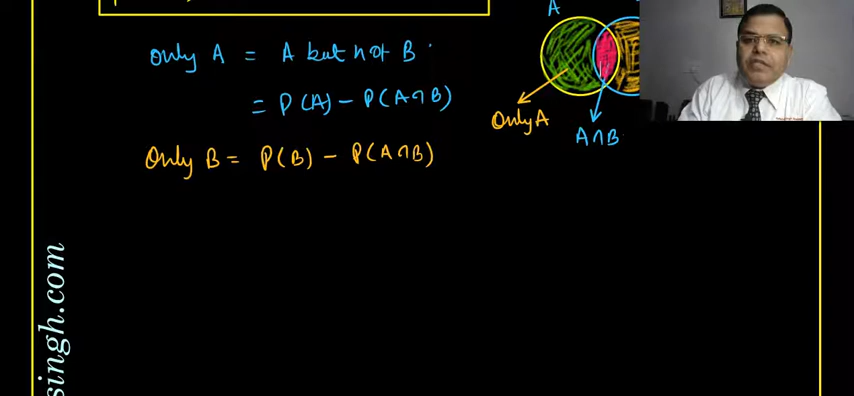 A
Only A = A but not B
= P(A) - P(A∩B)
Only A
A∩B
Only B = P(B) - P(A∩B)
singh.com